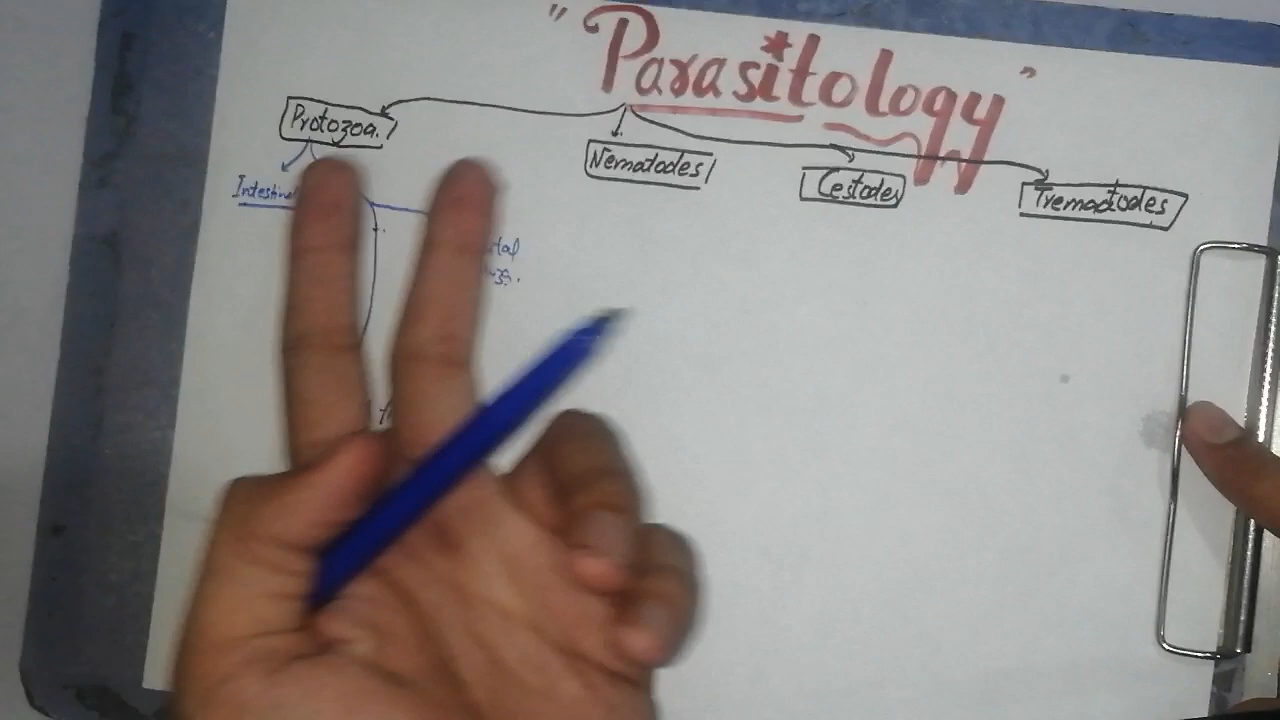 "Parasitology"
Protozoa.
Nematodes
Cestodes
Trematodes